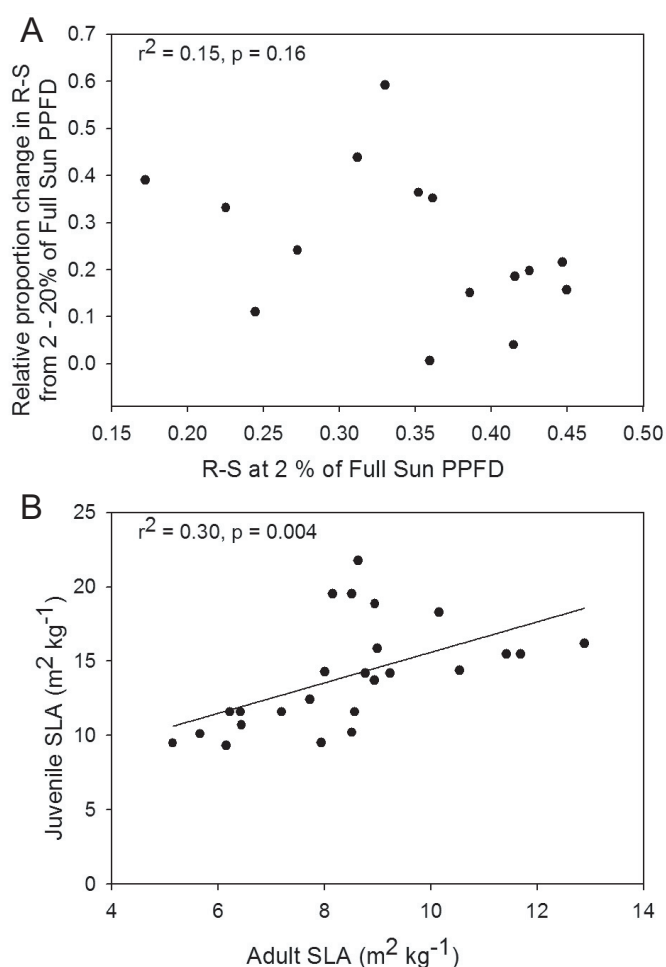 A
r² = 0.15, p = 0.16
Relative proportion change in R-S
from 2 - 20% of Full Sun PPFD
0.7
0.6
0.5
0.4
0.3
0.2
0.1
0.0
0.15 0.20 0.25 0.30 0.35 0.40 0.45 0.50
R-S at 2 % of Full Sun PPFD
B
r² = 0.30, p = 0.004
Juvenile SLA (m² kg⁻¹)
25
20
15
10
5
0
4 6 8 10 12 14
Adult SLA (m² kg⁻¹)